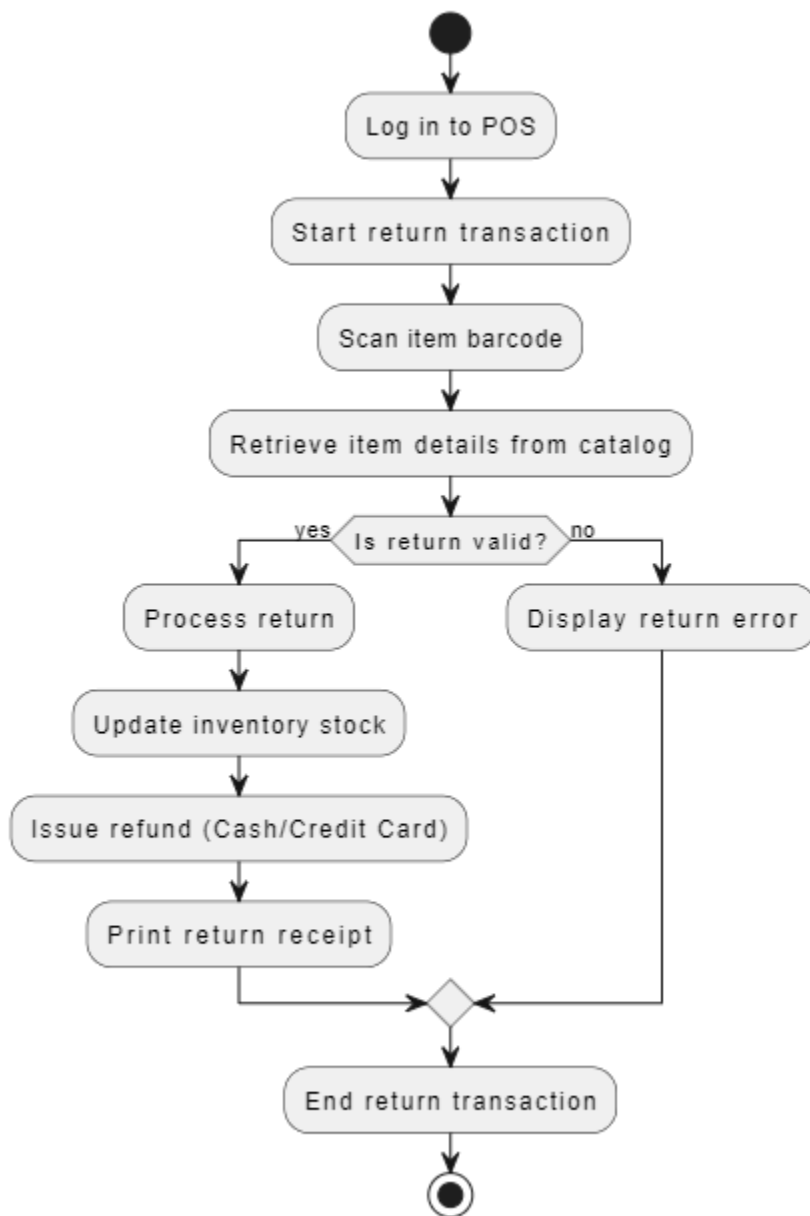 Log in to POS
Start return transaction
Scan item barcode
Retrieve item details from catalog
yes
Is return valid?
no
Process return
Display return error
Update inventory stock
Issue refund (Cash/Credit Card)
Print return receipt
End return transaction